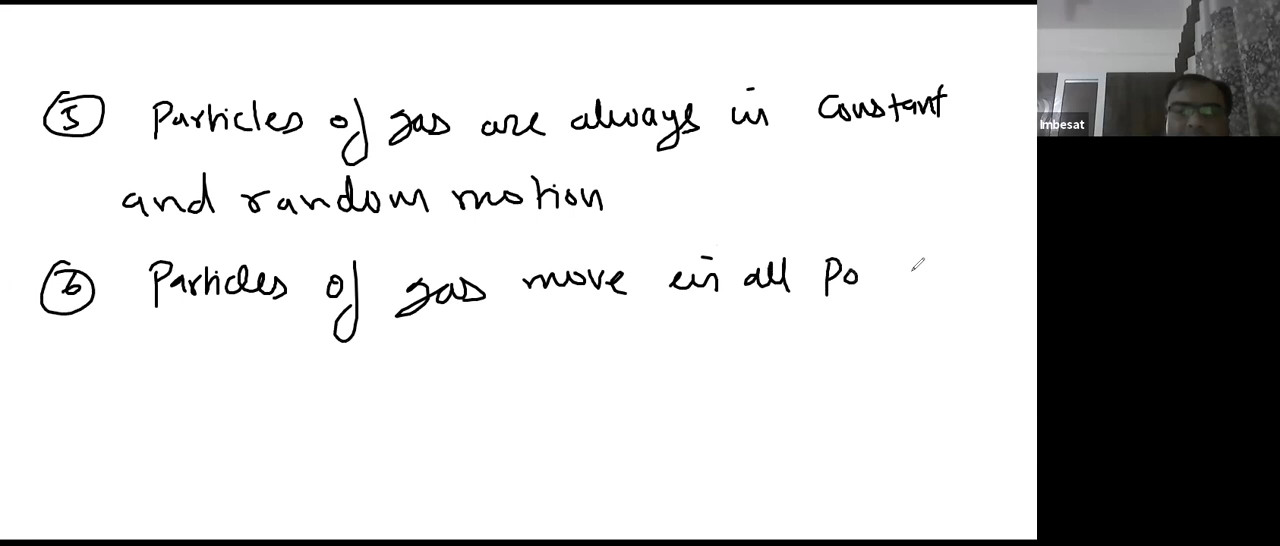 (5) Particles of gas are always in constant
and random motion
(6) Particles of gas move in all Po
Imbesat